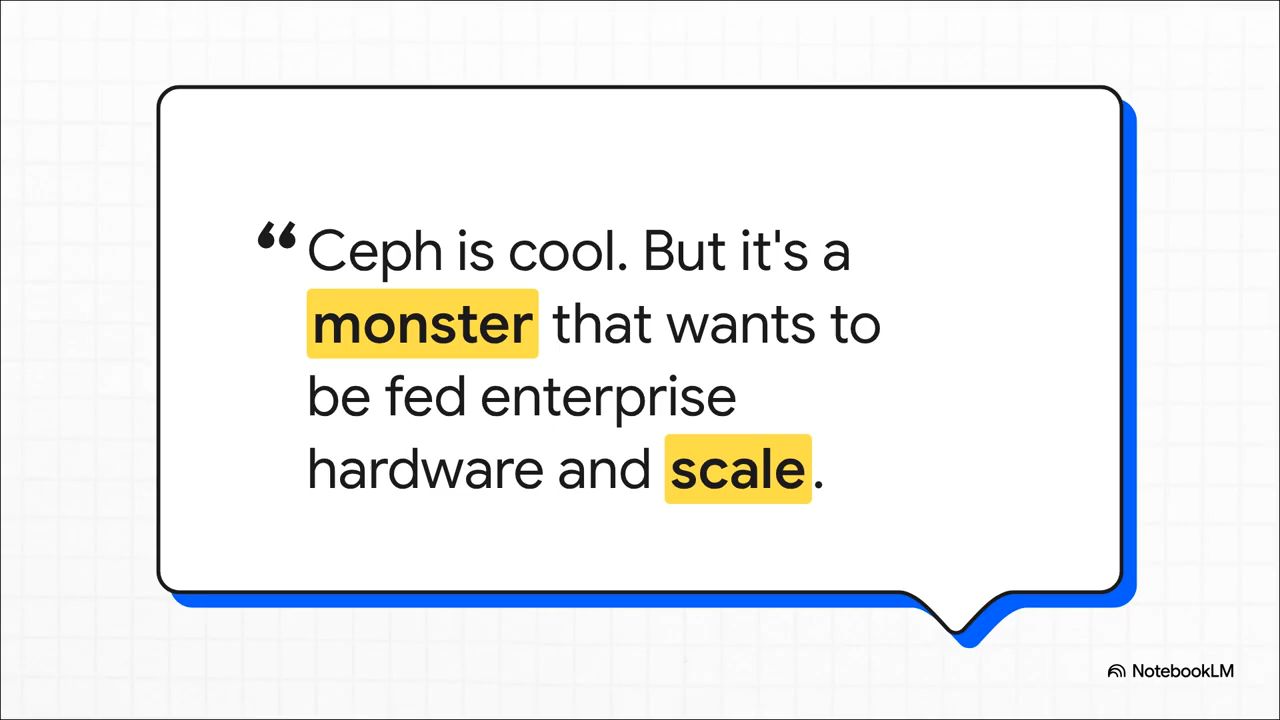 “Ceph is cool. But it's a
monster that wants to
be fed enterprise
hardware and scale.
NotebookLM